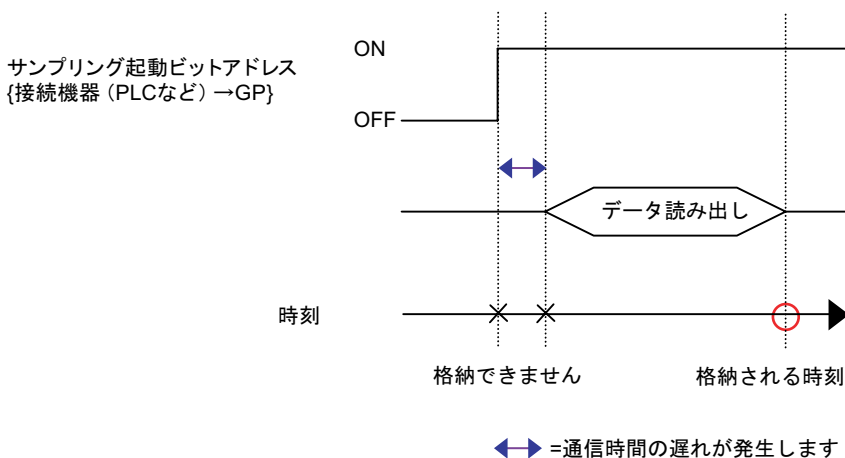 ON
サンプリング起動ビットアドレス
{接続機器（PLCなど）→GP}
OFF
データ読み出し
時刻
格納できません
格納される時刻
=通信時間の遅れが発生します